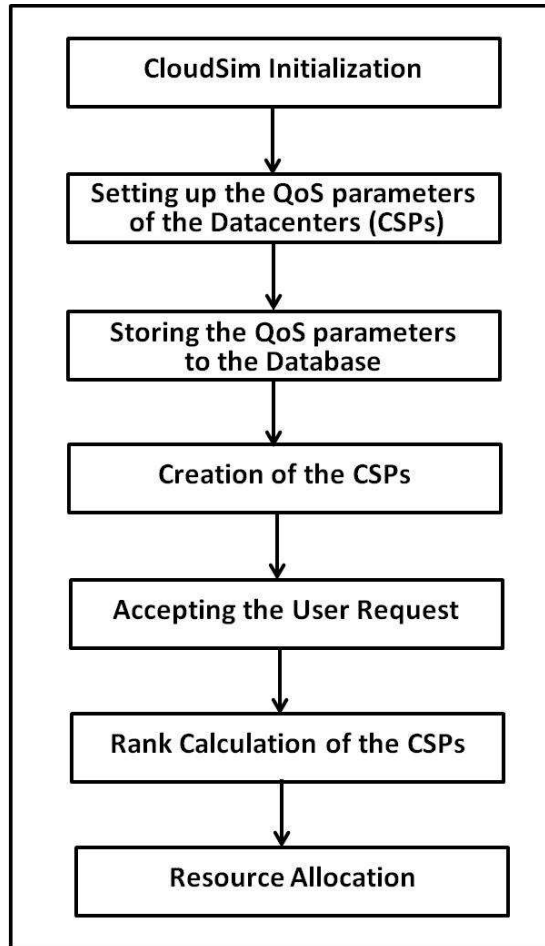 CloudSim Initialization
Setting up the QoS parameters
of the Datacenters (CSPs)
Storing the QoS parameters
to the Database
Creation of the CSPs
Accepting the User Request
Rank Calculation of the CSPs
Resource Allocation